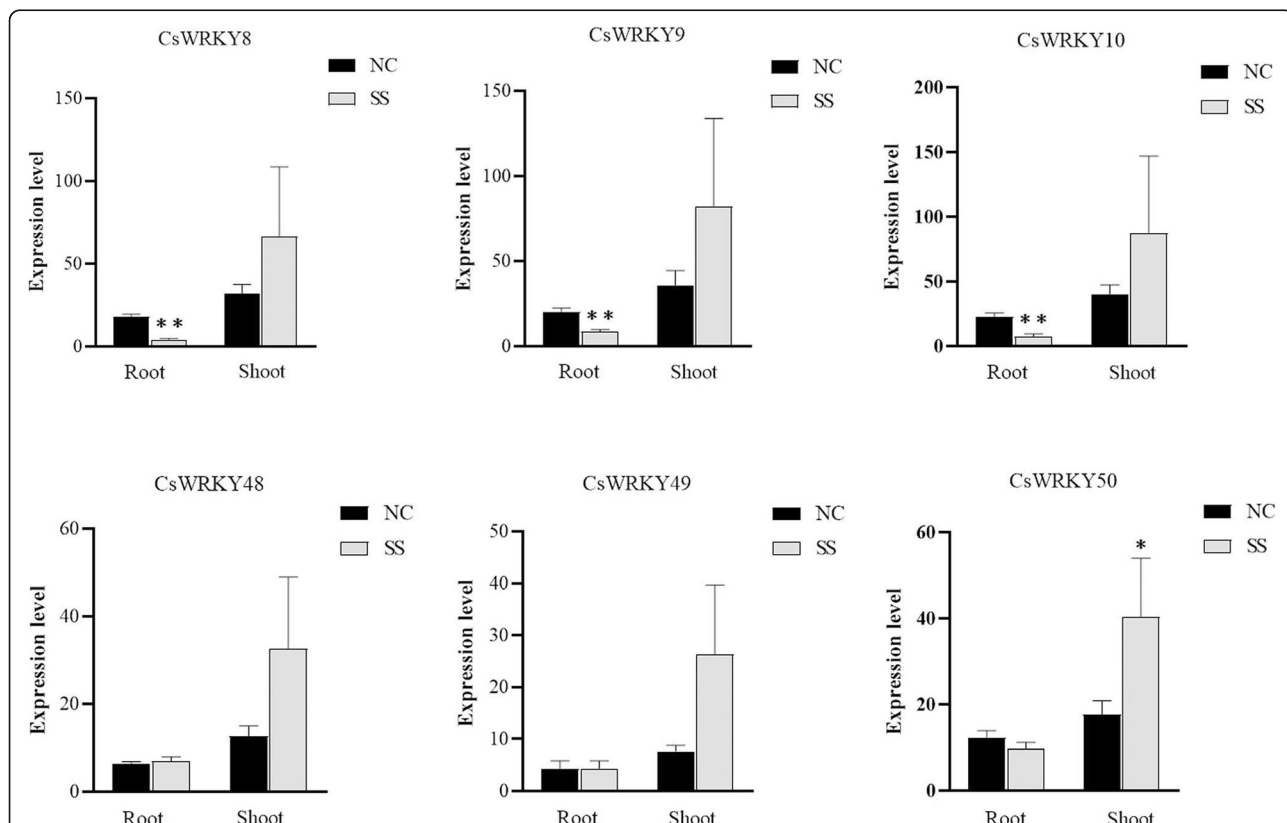 CsWRKY8
NC
SS
Expression level
150
100
50
0
**
Root Shoot
CsWRKY9
NC
SS
Expression level
150
100
50
0
**
Root Shoot
CsWRKY10
NC
SS
Expression level
200
150
100
50
0
**
Root Shoot
CsWRKY48
NC
SS
Expression level
60
40
20
0
Root Shoot
CsWRKY49
NC
SS
Expression level
50
40
30
20
10
0
Root Shoot
CsWRKY50
NC
SS
Expression level
60
40
20
0
*
Root Shoot